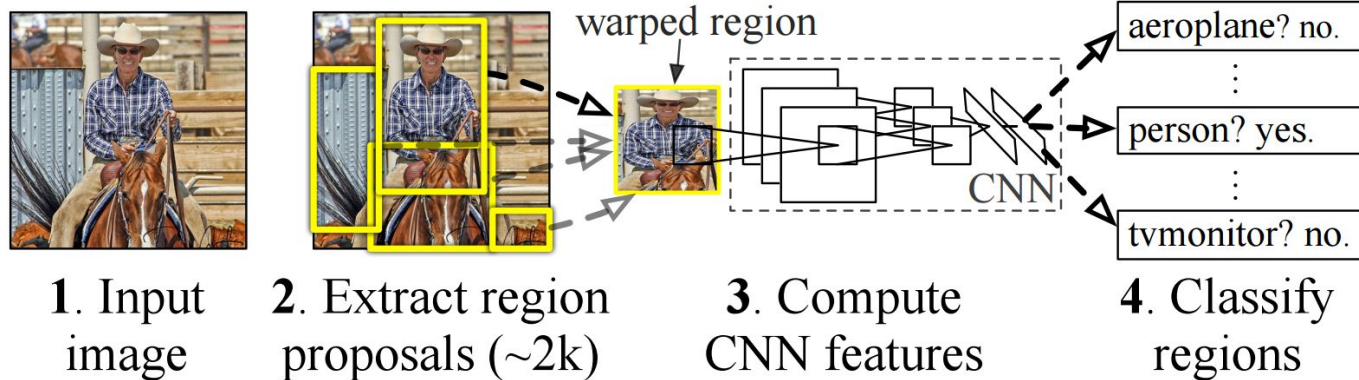 warped region
aeroplane? no.
⋮
person? yes.
⋮
tvmonitor? no.
CNN
1. Input
image
2. Extract region
proposals (~2k)
3. Compute
CNN features
4. Classify
regions